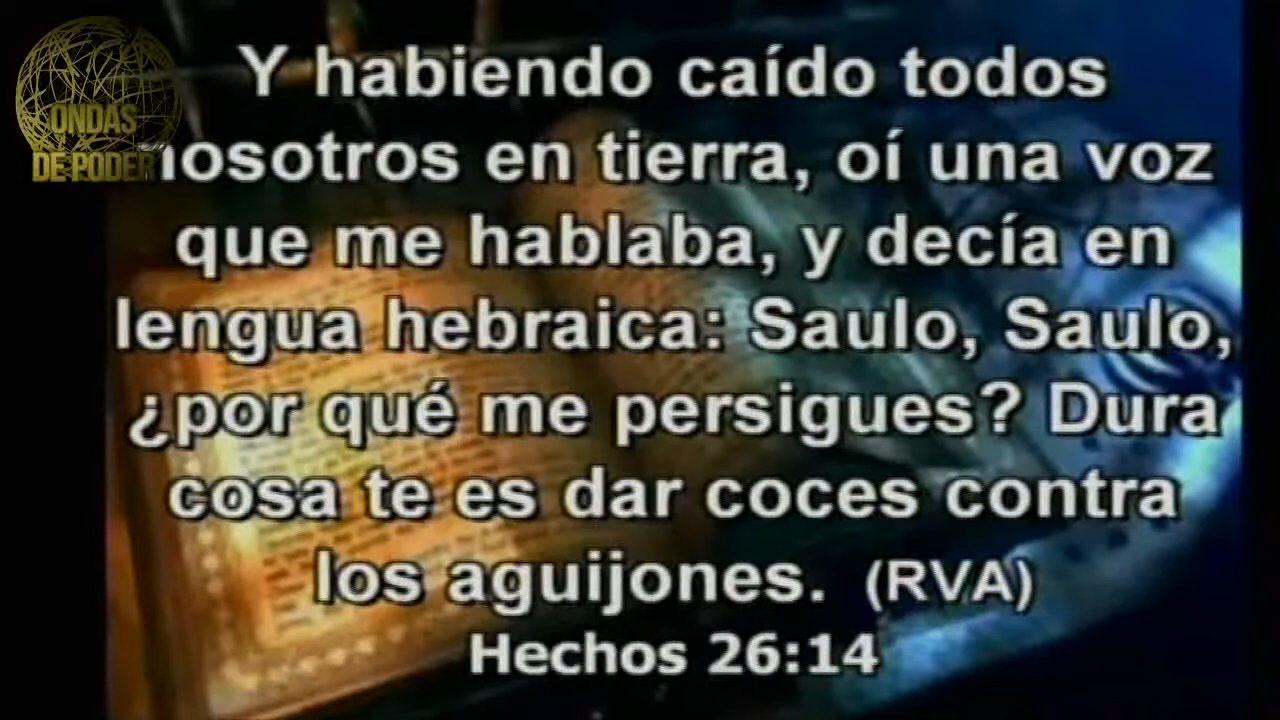 ONDAS
DE PODER
Y habiendo caído todos
nosotros en tierra, oí una voz
que me hablaba, y decía en
lengua hebraica: Saulo, Saulo,
¿por qué me persigues? Dura
cosa te es dar coces contra
los aguijones. (RVA)
Hechos 26:14